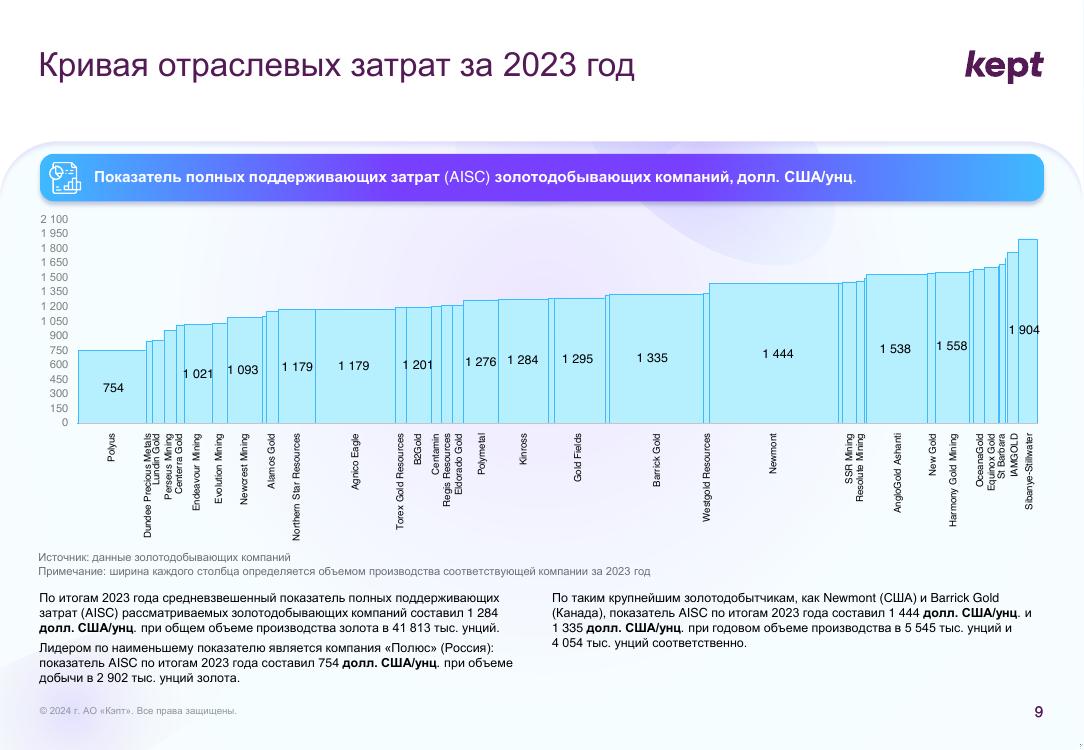 Кривая отраслевых затрат за 2023 год
kept
Показатель полных поддерживающих затрат (AISC) золотодобывающих компаний, долл. США/унц.
2 100
1 950
1 800
1 650
1 500
1 350
1 200
1 050
900
750
600
450
300
150
0
754
1 021
1 093
1 179
1 179
1 201
1 276
1 284
1 295
1 335
1 444
1 538
1 558
1 904
Polyus
Dundee Precious Metals
Lundin Gold
Perseus Mining
Centerra Gold
Endeavour Mining
Evolution Mining
Newcrest Mining
Alamos Gold
Northern Star Resources
Agnico Eagle
Torex Gold Resources
B2Gold
Centamin
Regis Resources
Eldorado Gold
Polymetal
Kinross
Gold Fields
Barrick Gold
Westgold Resources
Newmont
SSR Mining
Resolute Mining
AngloGold Ashanti
New Gold
Harmony Gold Mining
OceanaGold
Equinox Gold
St Barbara
IAMGOLD
Sibanye-Stillwater
Источник: данные золотодобывающих компаний
Примечание: ширина каждого столбца определяется объемом производства соответствующей компании за 2023 год
По итогам 2023 года средневзвешенный показатель полных поддерживающих
затрат (AISC) рассматриваемых золотодобывающих компаний составил 1 284
долл. США/унц. при общем объеме производства золота в 41 813 тыс. унций.
Лидером по наименьшему показателю является компания «Полюс» (Россия):
показатель AISC по итогам 2023 года составил 754 долл. США/унц. при объеме
добычи в 2 902 тыс. унций золота.
По таким крупнейшим золотодобытчикам, как Newmont (США) и Barrick Gold
(Канада), показатель AISC по итогам 2023 года составил 1 444 долл. США/унц. и
1 335 долл. США/унц. при годовом объеме производства в 5 545 тыс. унций и
4 054 тыс. унций соответственно.
© 2024 г. АО «Кэпт». Все права защищены.
9